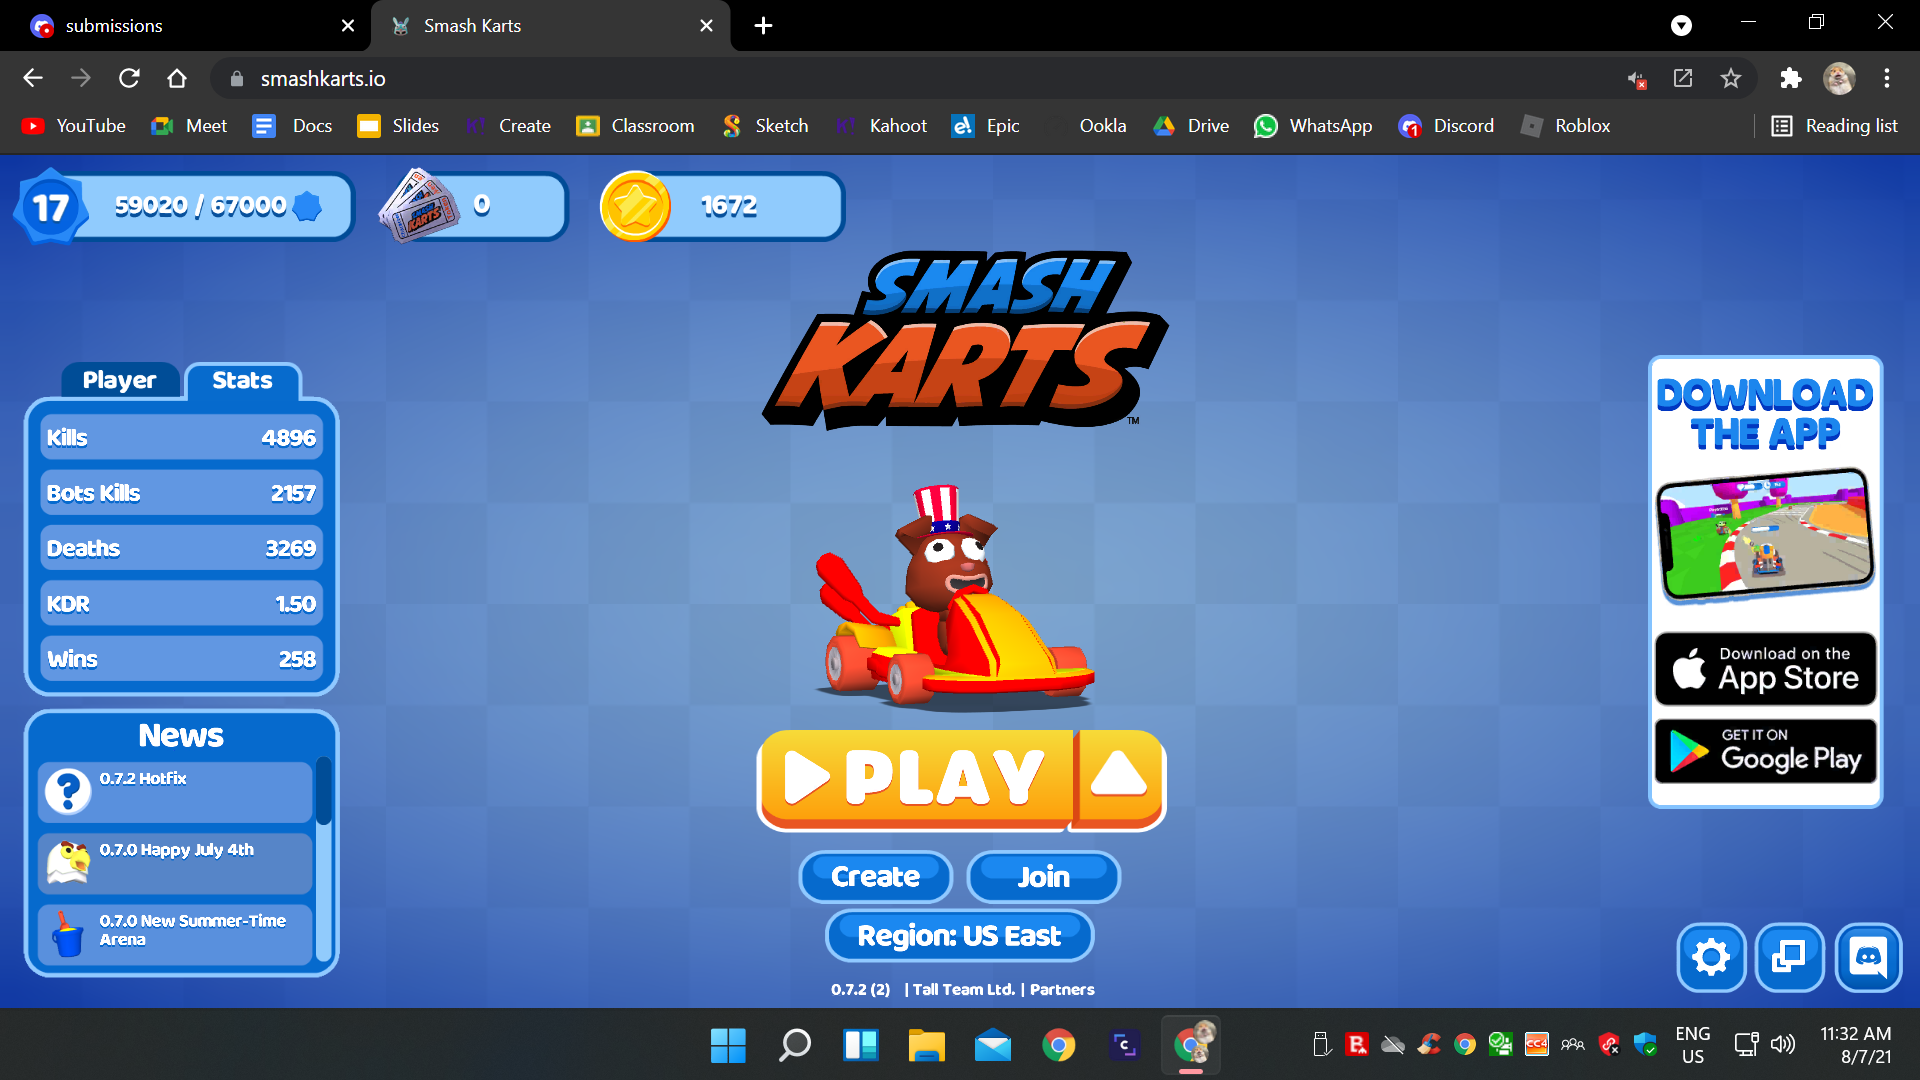 submissions
Smash Karts
smashkarts.io
YouTube
Meet
Docs
Slides
K!
Create
Classroom
Sketch
K!
Kahoot
Epic
Ookla
Drive
WhatsApp
Discord
Roblox
Reading list
17
59020 / 67000
0
1672
SMASH
KARTS
TM
Player
Stats
Kills 4896
Bots Kills 2157
Deaths 3269
KDR 1.50
Wins 258
News
0.7.2 Hotfix
0.7.0 Happy July 4th
0.7.0 New Summer-Time
Arena
PLAY
Create
Join
Region: US East
0.7.2 (2) | Tall Team Ltd. | Partners
DOWNLOAD
THE APP
Download on the
App Store
GET IT ON
Google Play
ENG
US
11:32 AM
8/7/21